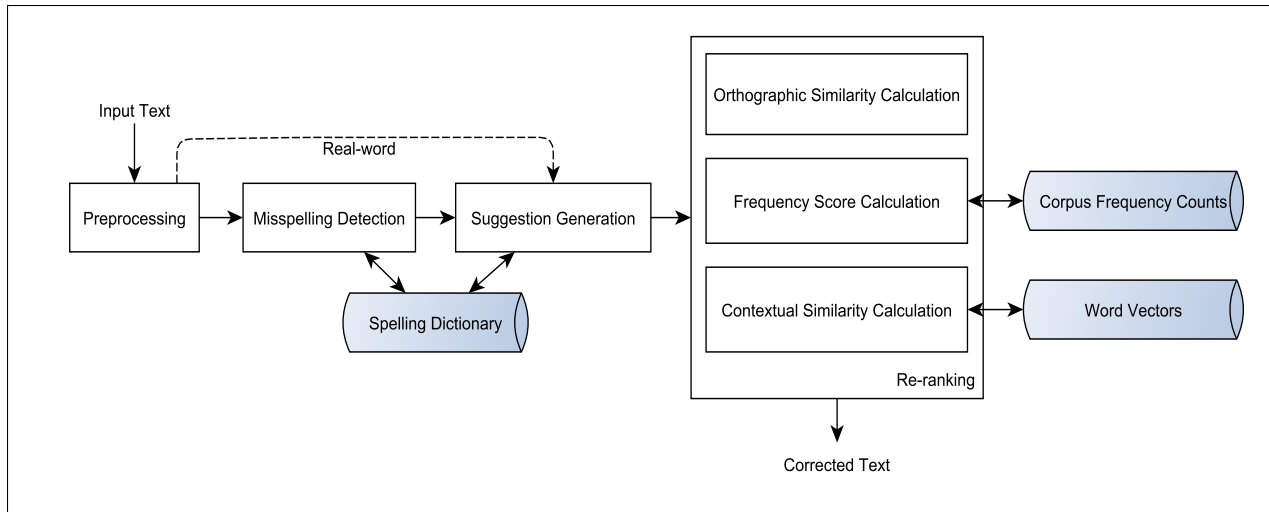 Input Text
Real-word
Preprocessing
Misspelling Detection
Suggestion Generation
Spelling Dictionary
Orthographic Similarity Calculation
Frequency Score Calculation
Corpus Frequency Counts
Contextual Similarity Calculation
Word Vectors
Re-ranking
Corrected Text